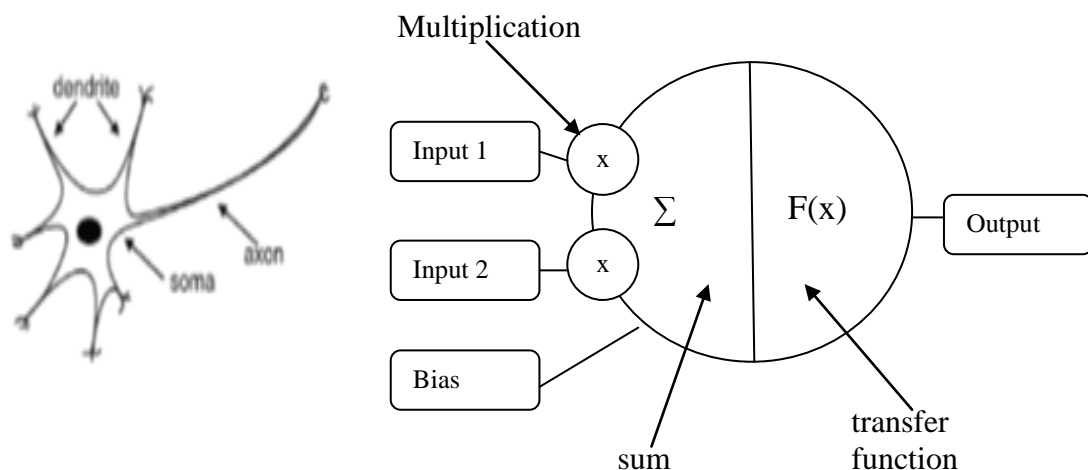 dendrite
axon
soma
Multiplication
Input 1
x
Input 2
x
Bias
Σ
F(x)
Output
sum
transfer
function